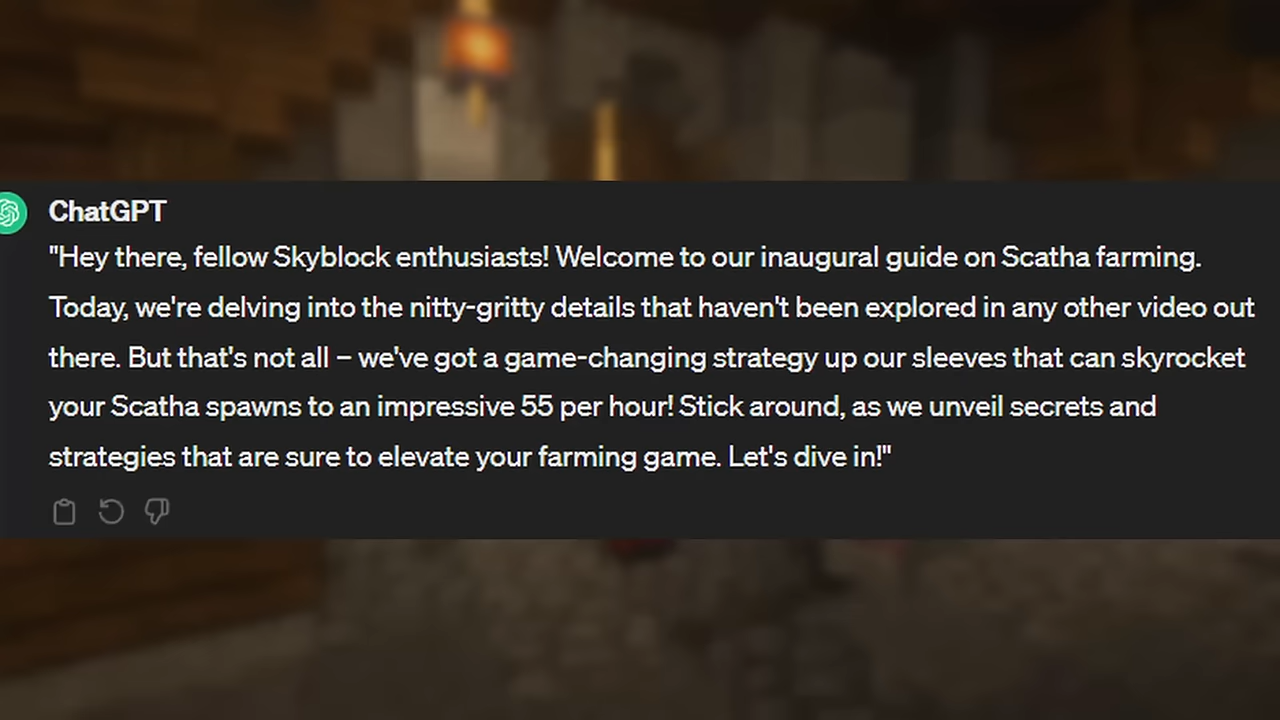 ChatGPT
"Hey there, fellow Skyblock enthusiasts! Welcome to our inaugural guide on Scatha farming.
Today, we're delving into the nitty-gritty details that haven't been explored in any other video out
there. But that's not all – we've got a game-changing strategy up our sleeves that can skyrocket
your Scatha spawns to an impressive 55 per hour! Stick around, as we unveil secrets and
strategies that are sure to elevate your farming game. Let's dive in!"